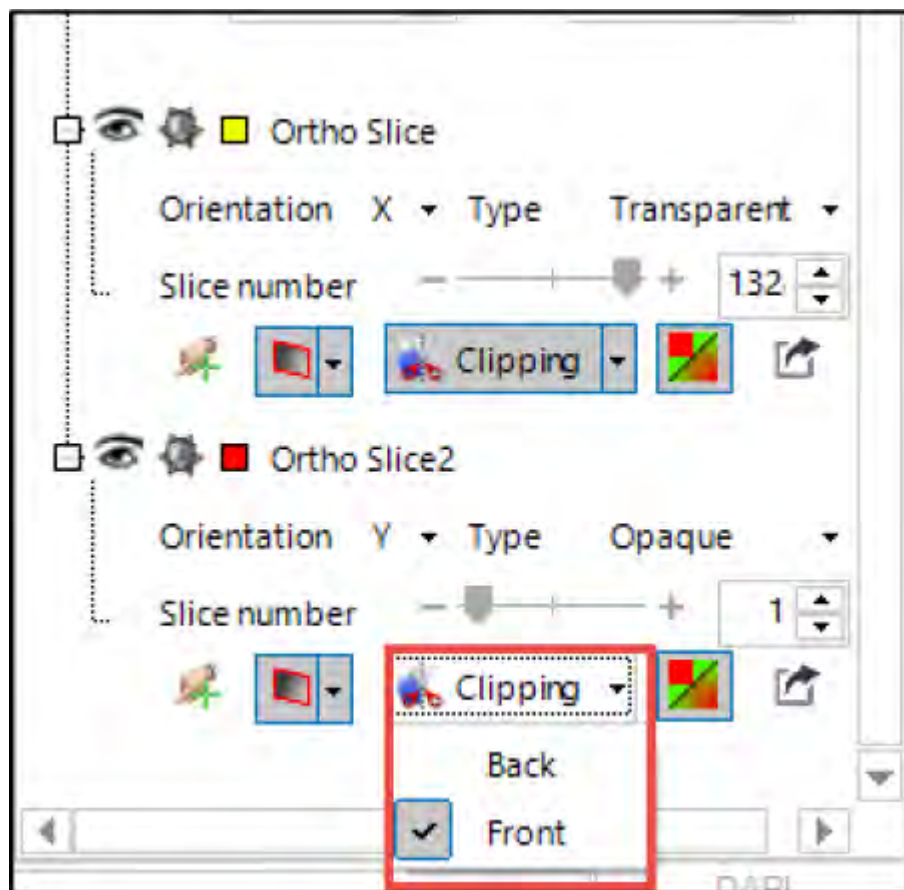 Ortho Slice
Orientation X Type Transparent
Slice number 132
Clipping
Ortho Slice2
Orientation Y Type Opaque
Slice number 1
Clipping
Back
Front